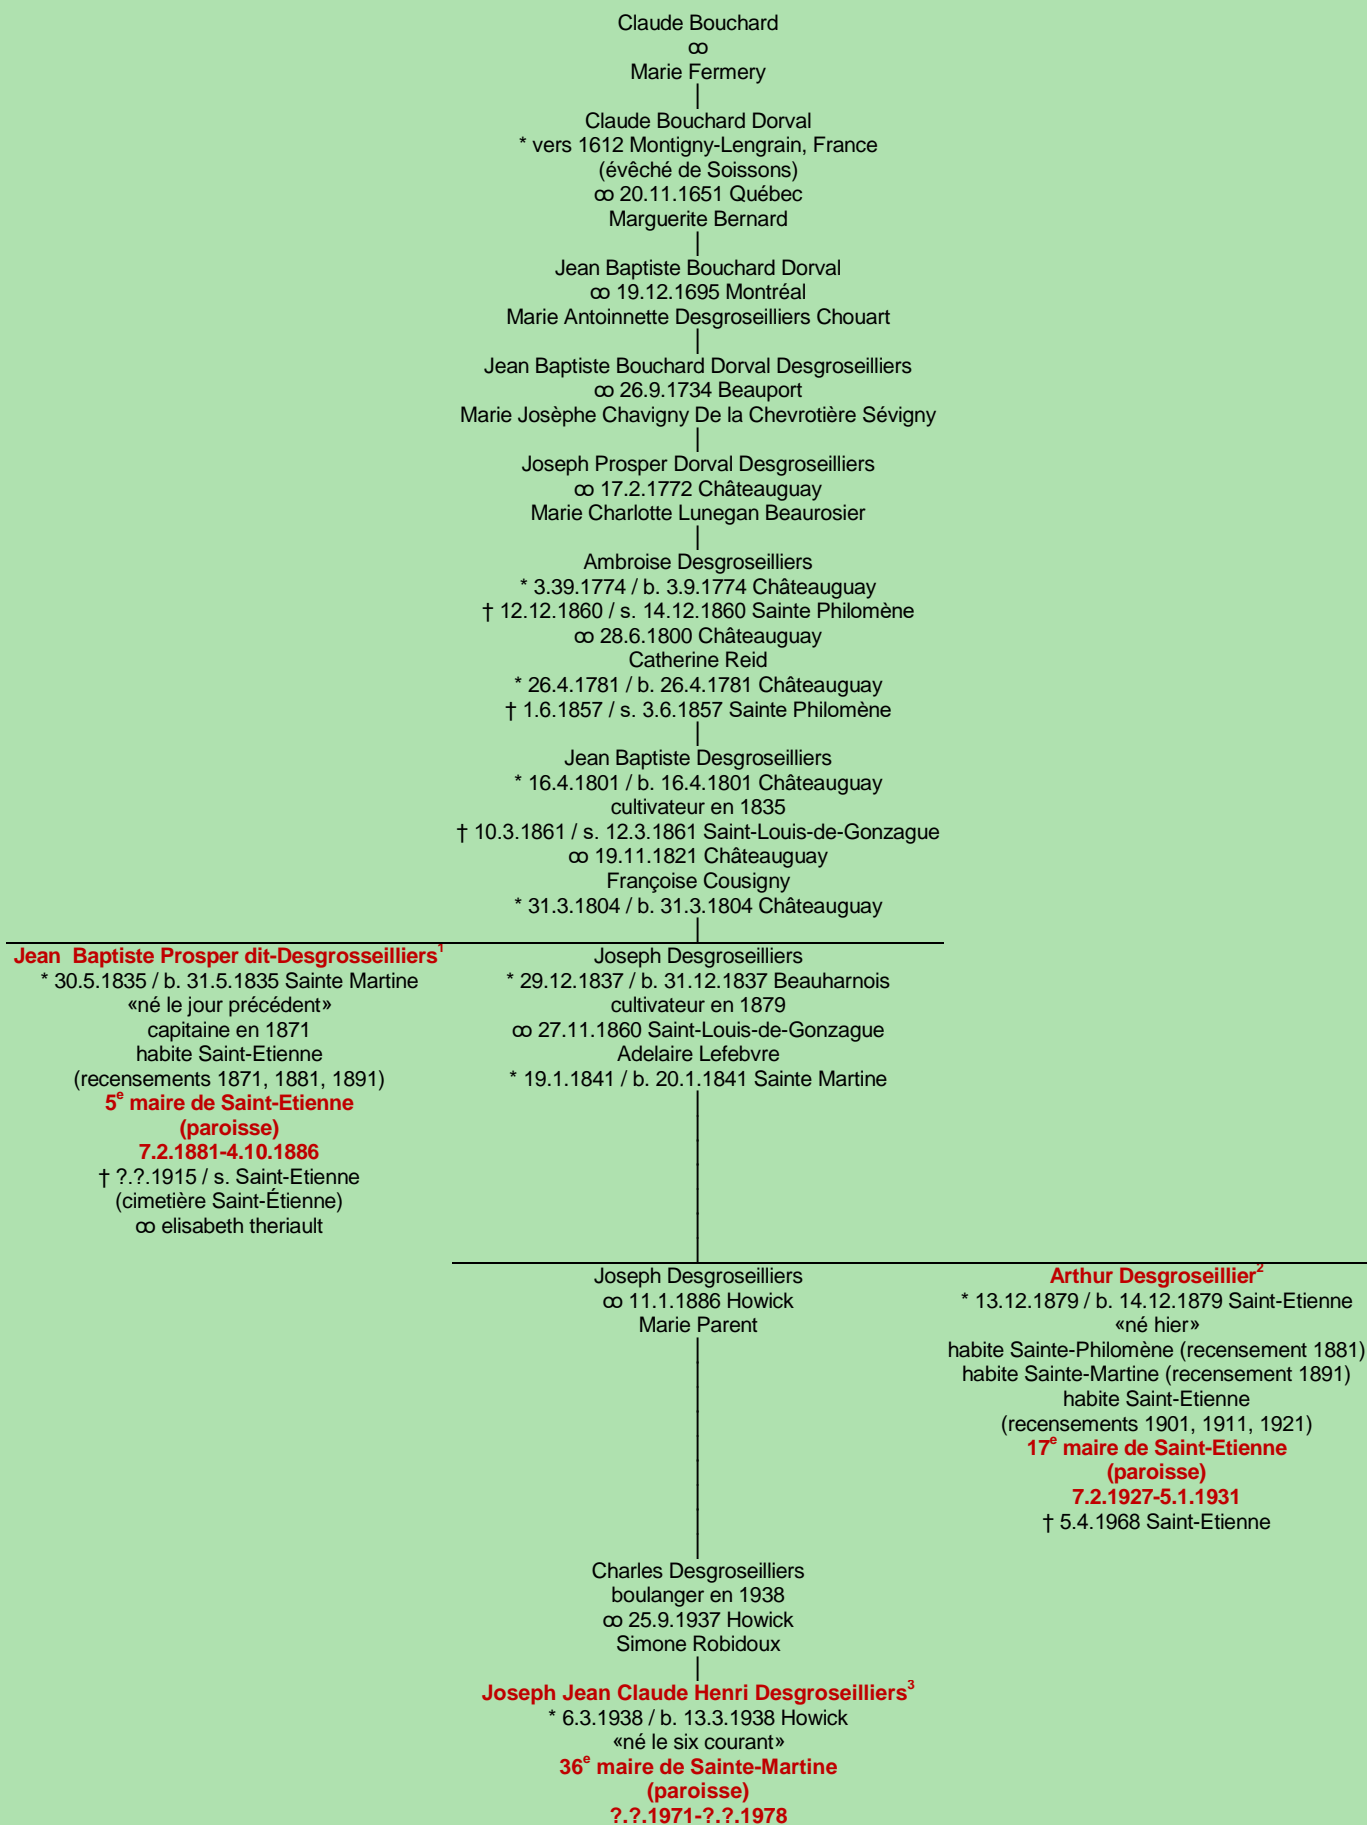 Claude Bouchard
ꝏ
Marie Fermery
Claude Bouchard Dorval
* vers 1612 Montigny-Lengrain, France
(évêché de Soissons)
ꝏ 20.11.1651 Québec
Marguerite Bernard
Jean Baptiste Bouchard Dorval
ꝏ 19.12.1695 Montréal
Marie Antoinnette Desgroseilliers Chouart
Jean Baptiste Bouchard Dorval Desgroseilliers
ꝏ 26.9.1734 Beauport
Marie Josèphe Chavigny De la Chevrotière Sévigny
Joseph Prosper Dorval Desgroseilliers
ꝏ 17.2.1772 Châteauguay
Marie Charlotte Lunegan Beaurosier
Ambroise Desgroseilliers
* 3.39.1774 / b. 3.9.1774 Châteauguay
† 12.12.1860 / s. 14.12.1860 Sainte Philomène
ꝏ 28.6.1800 Châteauguay
Catherine Reid
* 26.4.1781 / b. 26.4.1781 Châteauguay
† 1.6.1857 / s. 3.6.1857 Sainte Philomène
Jean Baptiste Desgroseilliers
* 16.4.1801 / b. 16.4.1801 Châteauguay
cultivateur en 1835
† 10.3.1861 / s. 12.3.1861 Saint-Louis-de-Gonzague
ꝏ 19.11.1821 Châteauguay
Françoise Cousigny
* 31.3.1804 / b. 31.3.1804 Châteauguay
Jean  Baptiste Prosper dit-Desgrosseilliers¹
* 30.5.1835 / b. 31.5.1835 Sainte Martine
«né le jour précédent»
capitaine en 1871
habite Saint-Etienne
(recensements 1871, 1881, 1891)
5ᵉ maire de Saint-Etienne
(paroisse)
7.2.1881-4.10.1886
† ?.?.1915 / s. Saint-Etienne
(cimetière Saint-Étienne)
ꝏ elisabeth theriault
Joseph Desgroseilliers
* 29.12.1837 / b. 31.12.1837 Beauharnois
cultivateur en 1879
ꝏ 27.11.1860 Saint-Louis-de-Gonzague
Adelaire Lefebvre
* 19.1.1841 / b. 20.1.1841 Sainte Martine
Joseph Desgroseilliers
ꝏ 11.1.1886 Howick
Marie Parent
Arthur Desgroseillier²
* 13.12.1879 / b. 14.12.1879 Saint-Etienne
«né hier»
habite Sainte-Philomène (recensement 1881)
habite Sainte-Martine (recensement 1891)
habite Saint-Etienne
(recensements 1901, 1911, 1921)
17ᵉ maire de Saint-Etienne
(paroisse)
7.2.1927-5.1.1931
† 5.4.1968 Saint-Etienne
Charles Desgroseilliers
boulanger en 1938
ꝏ 25.9.1937 Howick
Simone Robidoux
Joseph Jean Claude Henri Desgroseilliers³
* 6.3.1938 / b. 13.3.1938 Howick
«né le six courant»
36ᵉ maire de Sainte-Martine
(paroisse)
?.?.1971-?.?.1978